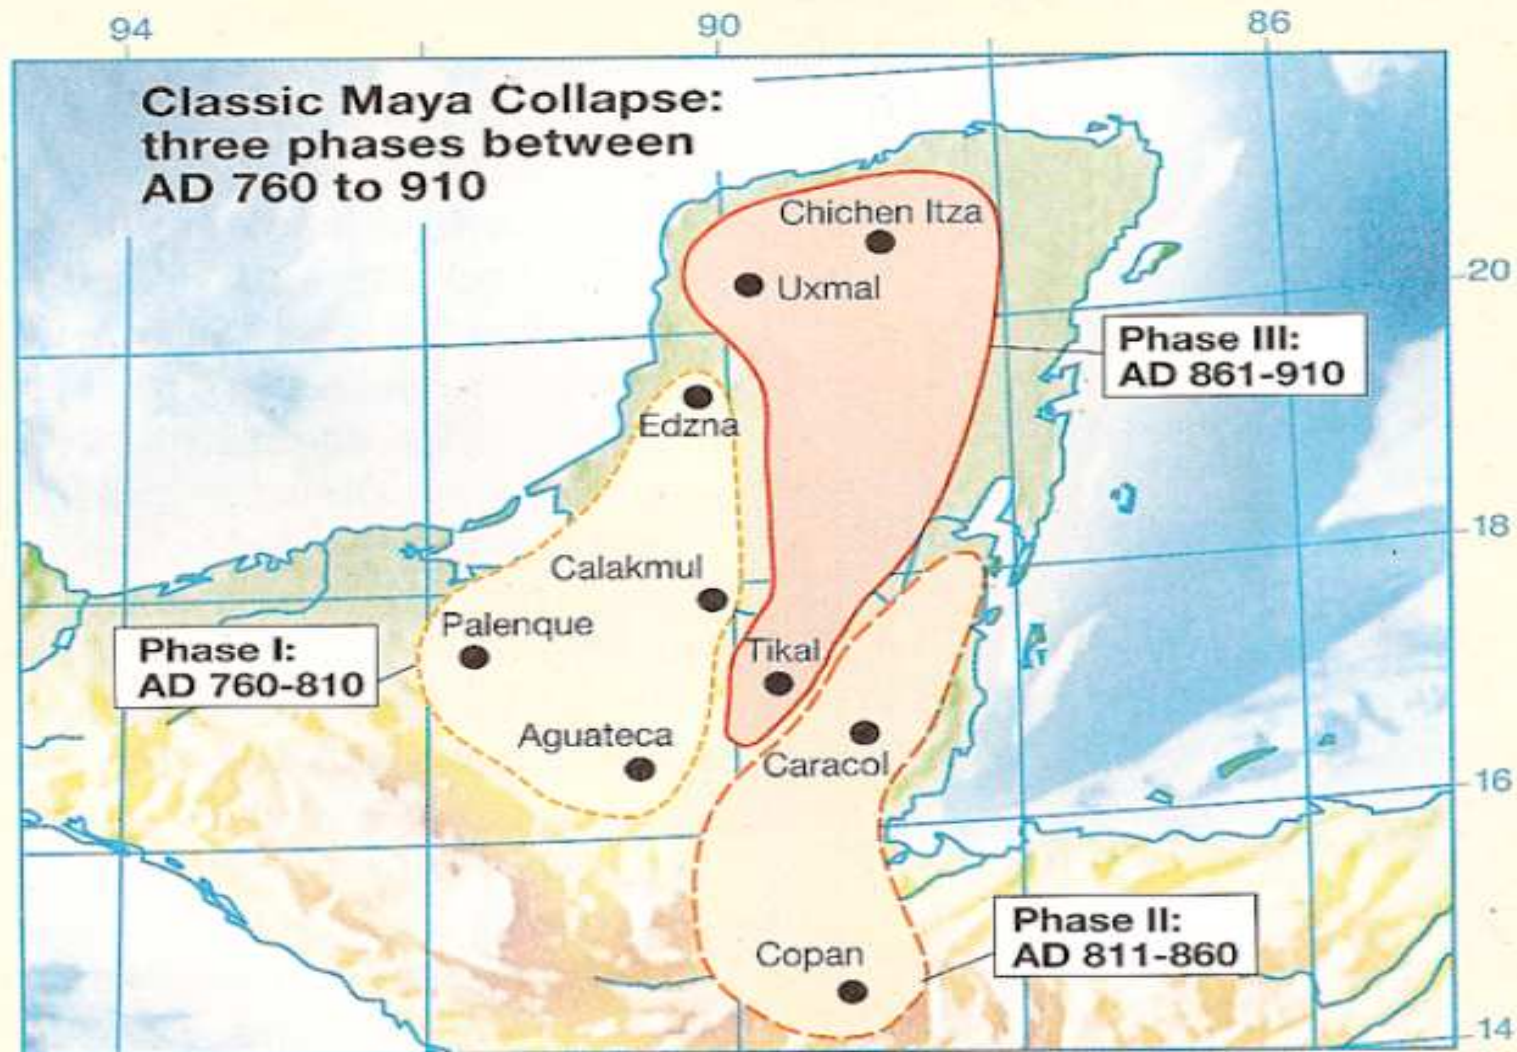 94
90
86
Classic Maya Collapse:
three phases between
AD 760 to 910
Chichen Itza
Uxmal
20
Phase III:
AD 861-910
Edzna
18
Calakmul
Palenque
Phase I:
AD 760-810
Tikal
Aguateca
Caracol
16
Phase II:
AD 811-860
Copan
14